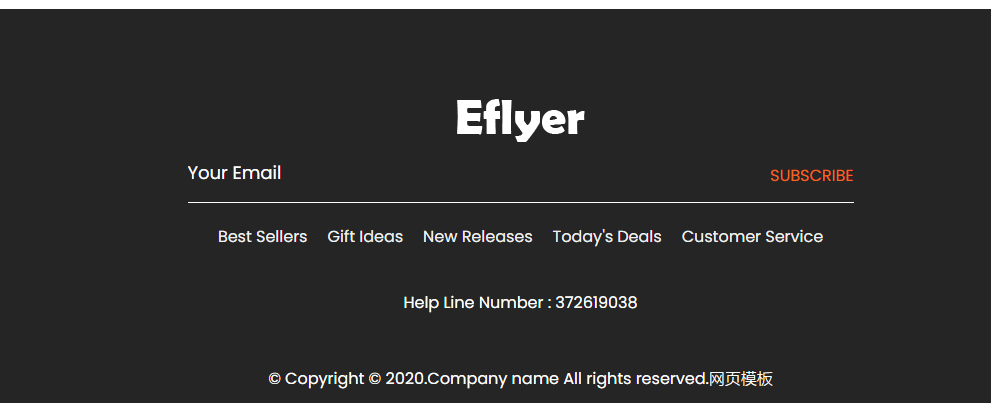 Eflyer
Your Email SUBSCRIBE
Best Sellers Gift Ideas New Releases Today's Deals Customer Service
Help Line Number : 372619038
© Copyright © 2020.Company name All rights reserved.网页模板